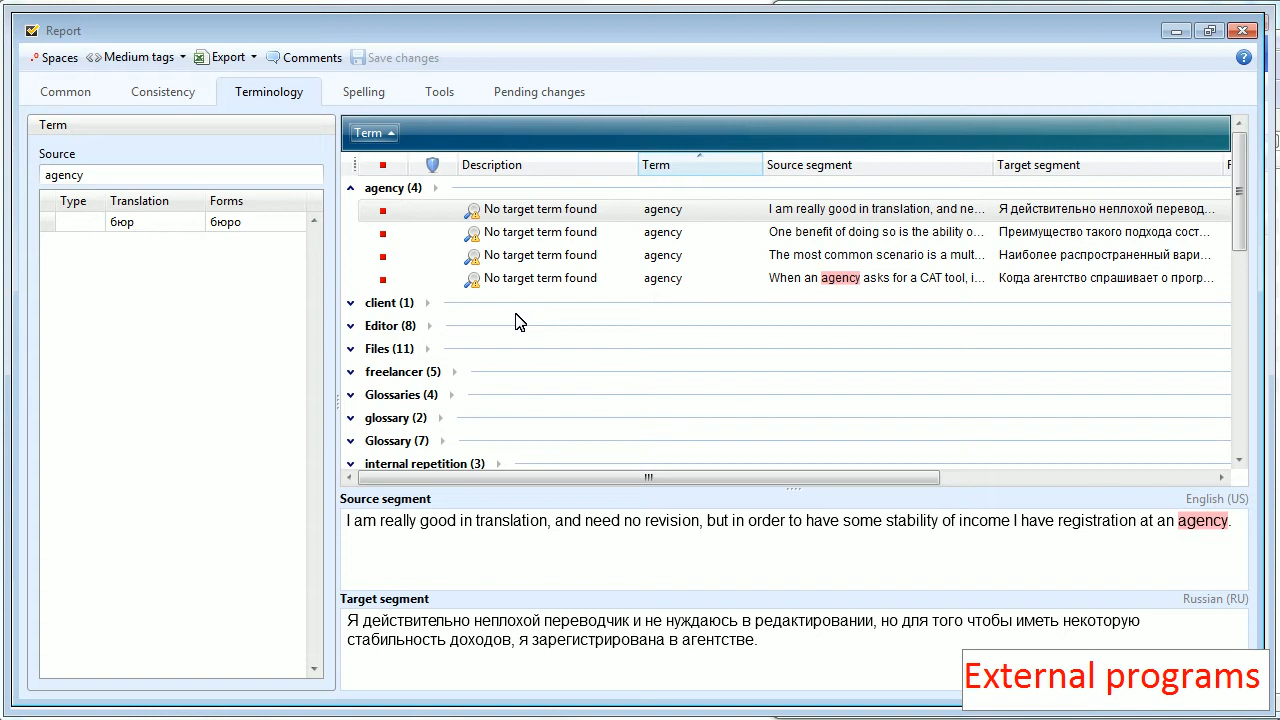 Report
Spaces Medium tags Export Comments Save changes
Common Consistency Terminology Spelling Tools Pending changes
Term
Source
agency
Type Translation Forms
бюр бюро
Term
Description Term Source segment Target segment
agency (4)
No target term found agency I am really good in translation, and ne... Я действительно неплохой перевод...
No target term found agency One benefit of doing so is the ability o... Преимущество такого подхода сост...
No target term found agency The most common scenario is a mult... Наиболее распространенный вари...
No target term found agency When an agency asks for a CAT tool, i... Когда агентство спрашивает о прогр...
client (1)
Editor (8)
Files (11)
freelancer (5)
Glossaries (4)
glossary (2)
Glossary (7)
internal repetition (3)
Source segment English (US)
I am really good in translation, and need no revision, but in order to have some stability of income I have registration at an agency.
Target segment Russian (RU)
Я действительно неплохой переводчик и не нуждаюсь в редактировании, но для того чтобы иметь некоторую
стабильность доходов, я зарегистрирована в агентстве.
External programs